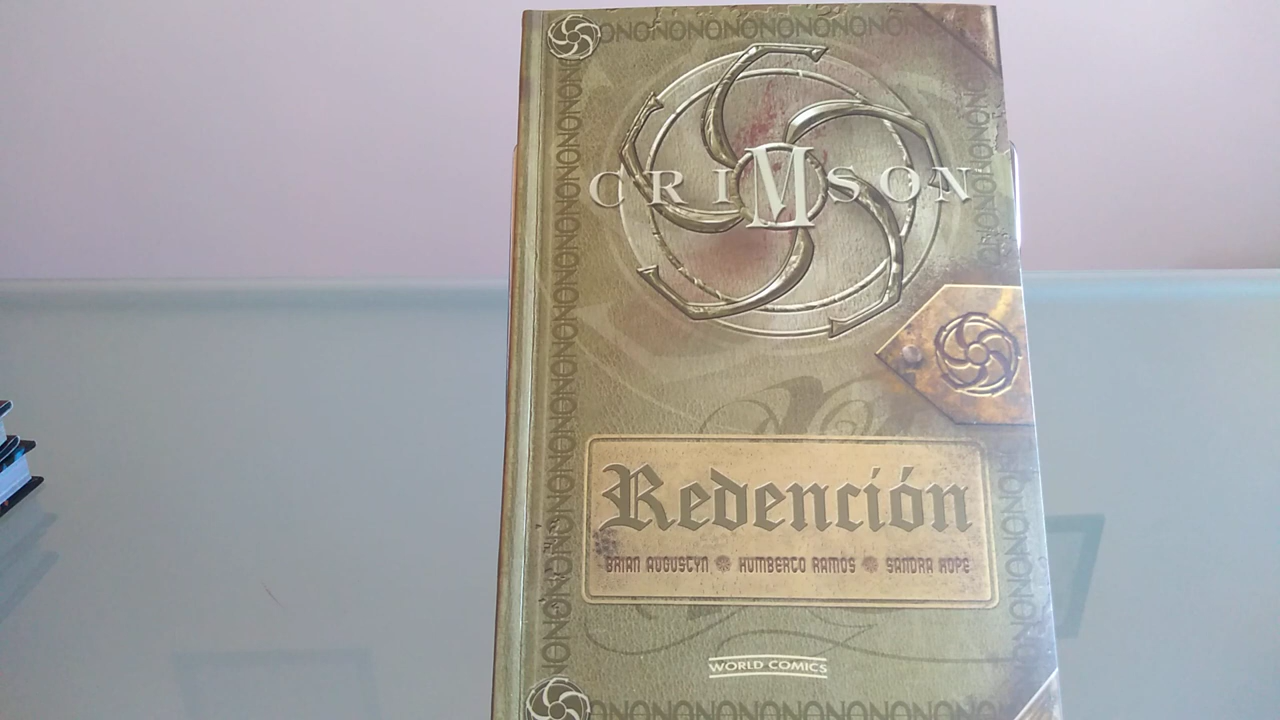 CRIMSON
Redención
BRIAN AUGUSTYN HUMBERTO RAMOS SANDRA HOPE
WORLD COMICS